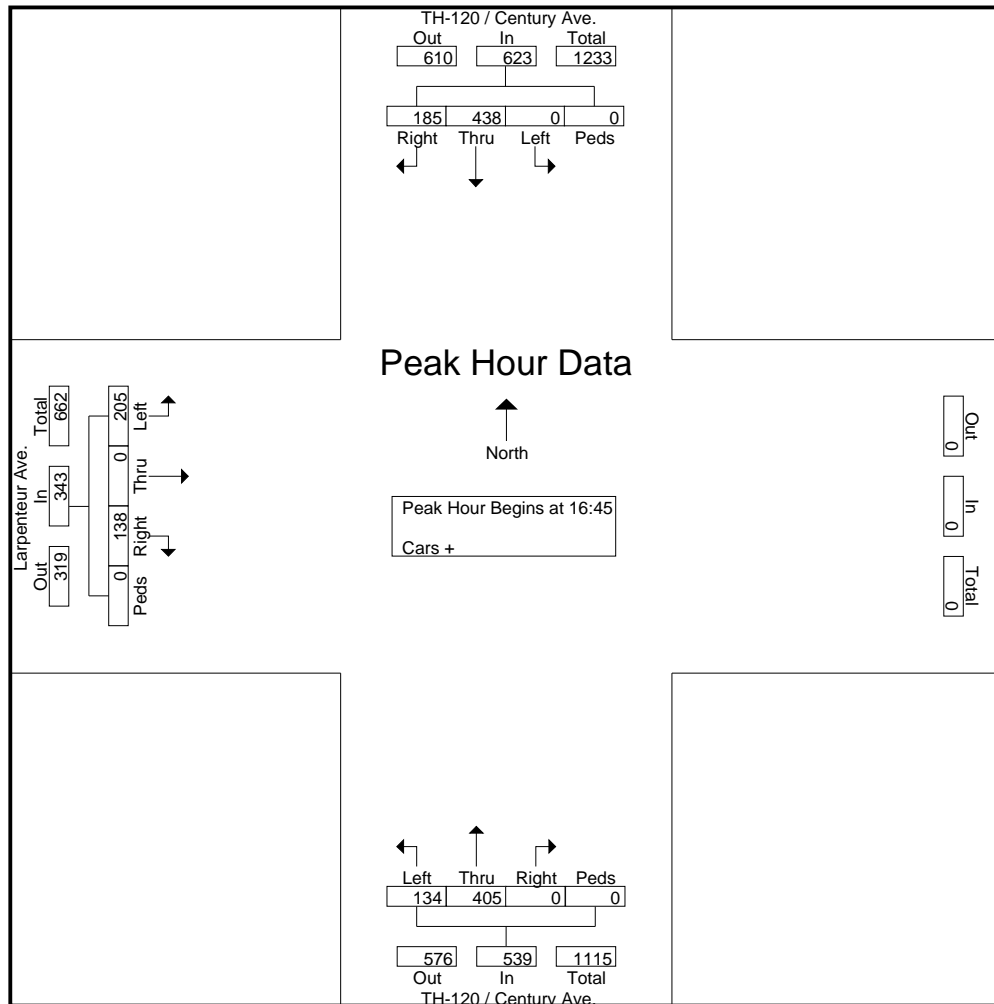 TH-120 / Century Ave.
Out In Total
610 623 1233
185 438 0 0
Right Thru Left Peds
Peak Hour Data
North
Peak Hour Begins at 16:45
Cars +
Larpenteur Ave.
Out In Total
319 343 662
0 138 0 205
Peds Right Thru Left
Out In Total
0 0 0
Left Thru Right Peds
134 405 0 0
576 539 1115
Out In Total
TH-120 / Century Ave.